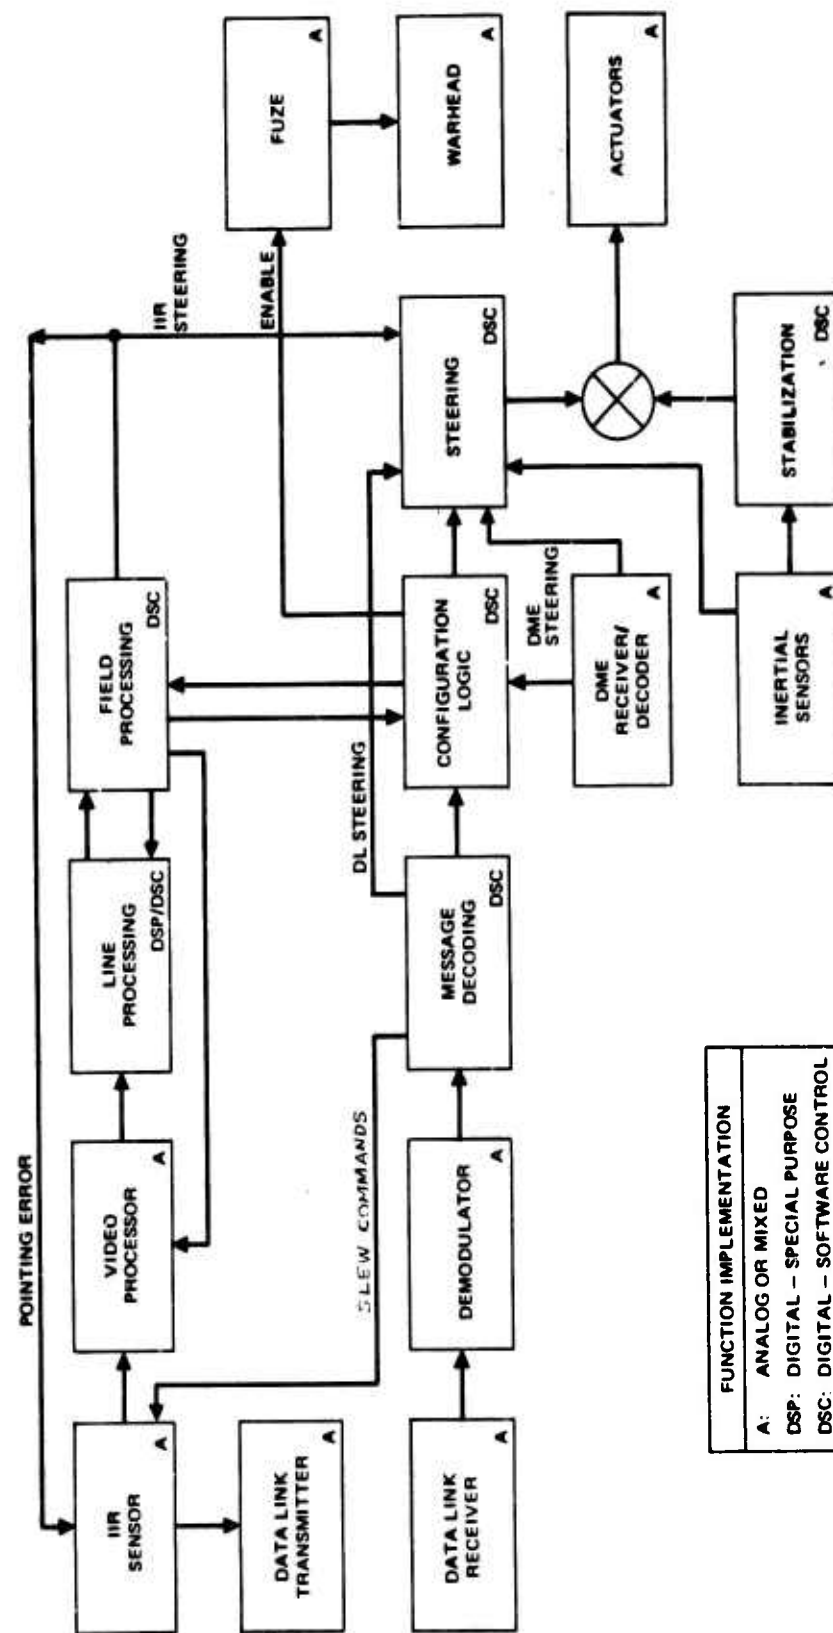 POINTING ERROR
IIR
SENSOR
A
VIDEO
PROCESSOR
A
LINE
PROCESSING
DSP/DSC
FIELD
PROCESSING
DSC
IIR
STEERING
ENABLE
FUZE
A
DATA LINK
TRANSMITTER
A
SLEW COMMANDS
DL STEERING
WARHEAD
A
DATA LINK
RECEIVER
A
DEMODULATOR
A
MESSAGE
DECODING
DSC
CONFIGURATION
LOGIC
DSC
STEERING
DSC
DME
STEERING
DME
RECEIVER/
DECODER
A
ACTUATORS
A
INERTIAL
SENSORS
A
STABILIZATION
DSC
FUNCTION IMPLEMENTATION
A: ANALOG OR MIXED
DSP: DIGITAL – SPECIAL PURPOSE
DSC: DIGITAL – SOFTWARE CONTROL